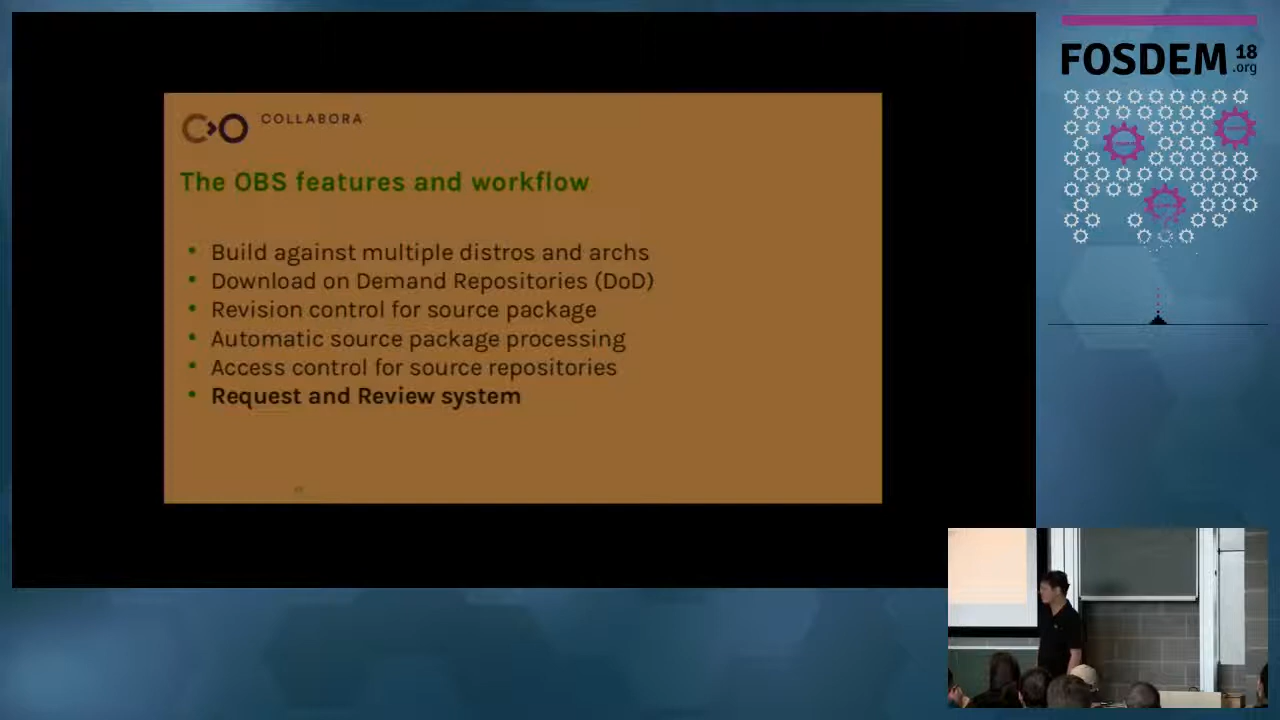 COLLABORA
The OBS features and workflow
• Build against multiple distros and archs
• Download on Demand Repositories (DoD)
• Revision control for source package
• Automatic source package processing
• Access control for source repositories
• Request and Review system
FOSDEM 18
.org